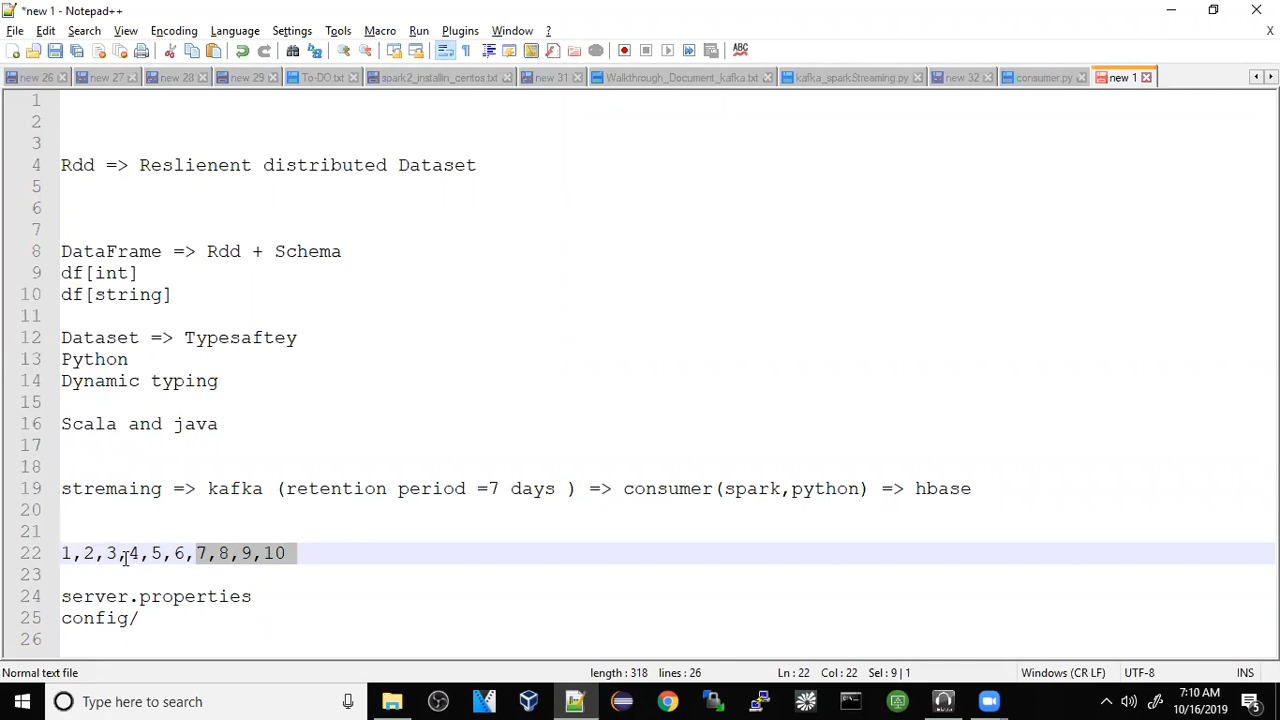 *new 1 - Notepad++
File Edit Search View Encoding Language Settings Tools Macro Run Plugins Window ?
new 26 new 27 new 28 new 29 To-DO.txt spark2_installin_centos.txt new 31 Walkthrough_Document_kafka.txt kafka_sparkStreaming.py new 32 consumer.py new 1
1
2
3
4 Rdd => Reslienent distributed Dataset
5
6
7
8 DataFrame => Rdd + Schema
9 df[int]
10 df[string]
11
12 Dataset => Typesaftey
13 Python
14 Dynamic typing
15
16 Scala and java
17
18
19 stremaing => kafka (retention period =7 days ) => consumer(spark,python) => hbase
20
21
22 1,2,3,4,5,6,7,8,9,10
23
24 server.properties
25 config/
26
Normal text file length : 318 lines : 26 Ln : 22 Col : 22 Sel : 9 | 1 Windows (CR LF) UTF-8 INS
Type here to search
7:10 AM
10/16/2019
5